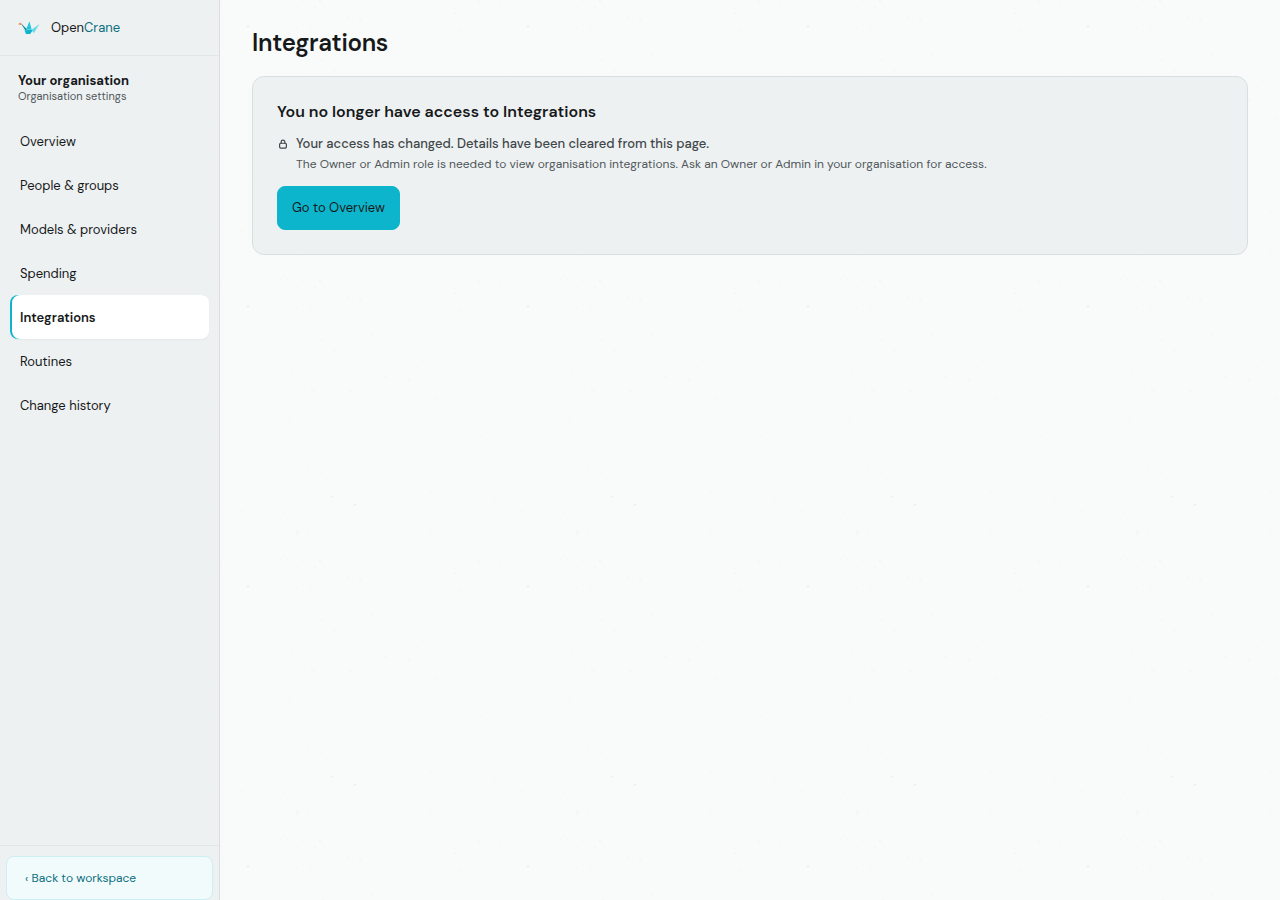 OpenCrane
Your organisation
Organisation settings
Overview
People & groups
Models & providers
Spending
Integrations
Routines
Change history
‹ Back to workspace
Integrations
You no longer have access to Integrations
Your access has changed. Details have been cleared from this page.
The Owner or Admin role is needed to view organisation integrations. Ask an Owner or Admin in your organisation for access.
Go to Overview